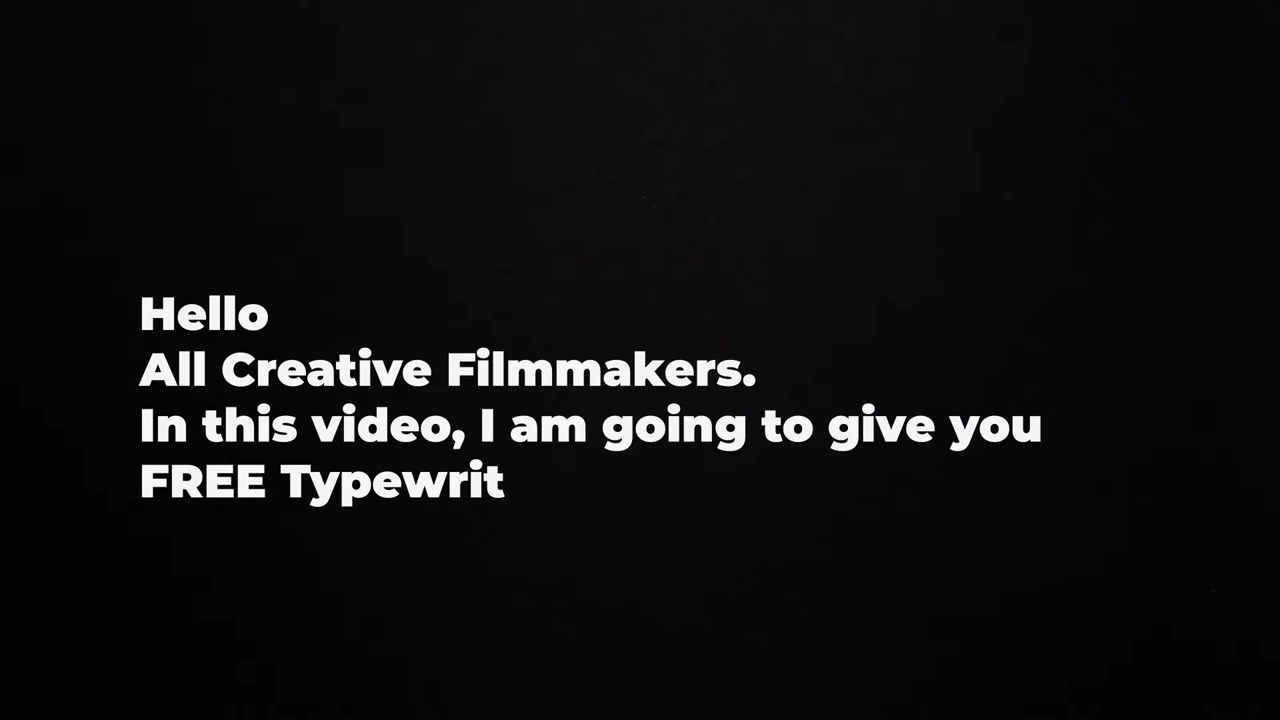 Hello
All Creative Filmmakers.
In this video, I am going to give you
FREE Typewrit